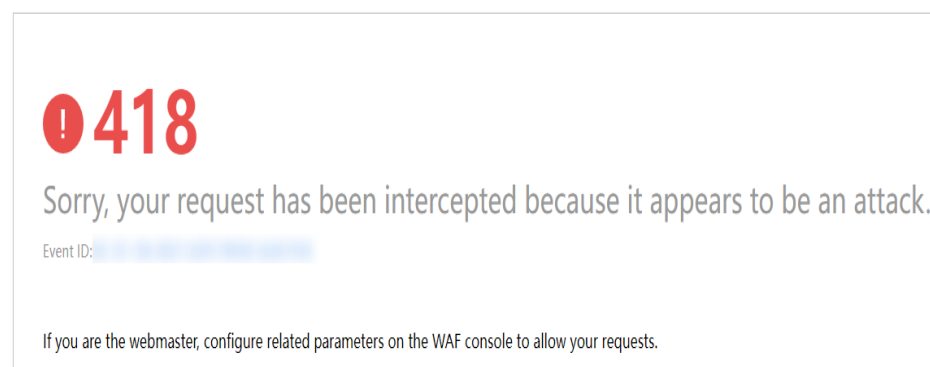 418
Sorry, your request has been intercepted because it appears to be an attack.
Event ID:
If you are the webmaster, configure related parameters on the WAF console to allow your requests.